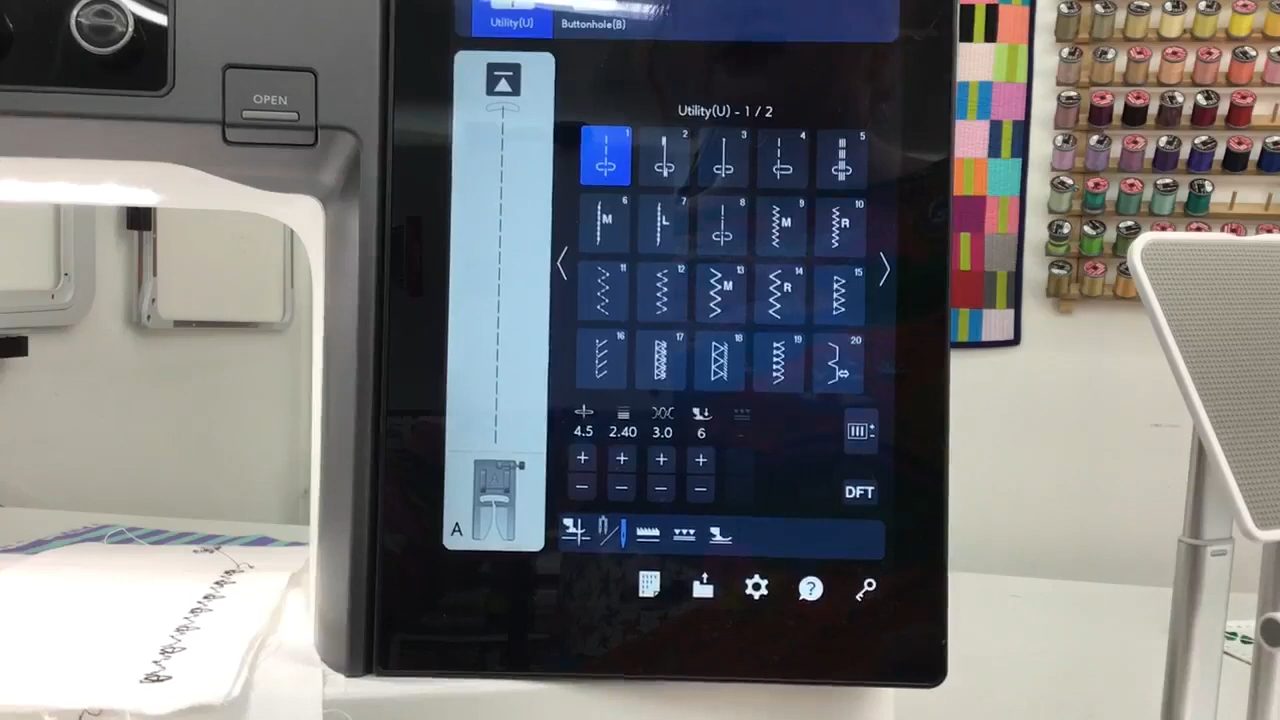 Utility(U) Buttonhole(B)
OPEN
Utility(U) - 1 / 2
1 2 3 4 5
6 M 7 L 8 9 M 10 R
11 12 13 M 14 R 15
16 17 18 19 20
4.5 2.40 3.0 6 -
+ + + +
- - - -
DFT
A
A
?